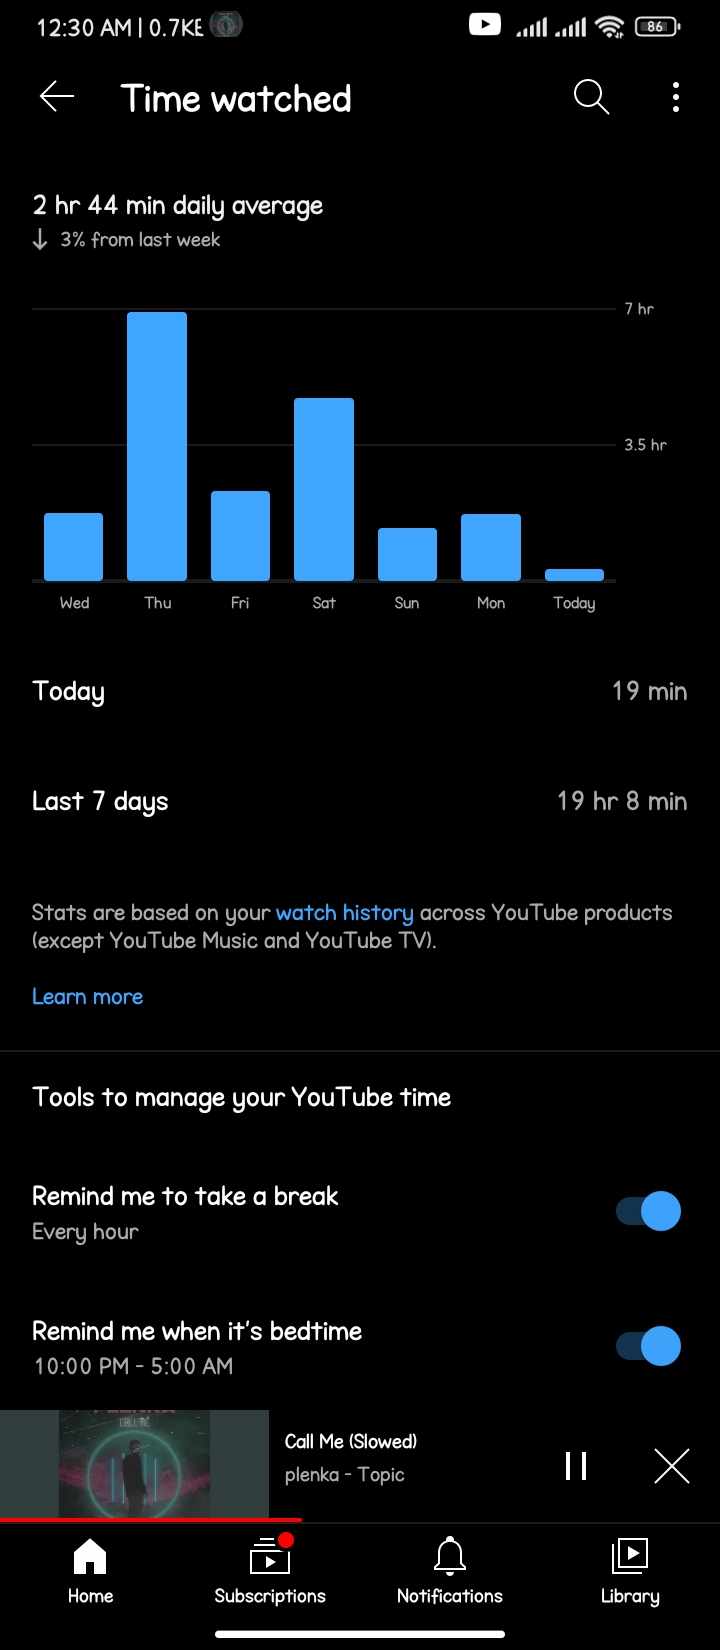 12:30 AM | 0.7KE
86
Time watched
2 hr 44 min daily average
↓ 3% from last week
7 hr
3.5 hr
Wed Thu Fri Sat Sun Mon Today
Today 19 min
Last 7 days 19 hr 8 min
Stats are based on your watch history across YouTube products
(except YouTube Music and YouTube TV).
Learn more
Tools to manage your YouTube time
Remind me to take a break
Every hour
Remind me when it's bedtime
10:00 PM - 5:00 AM
CALL ME
Call Me (Slowed)
plenka - Topic
Home Subscriptions Notifications Library